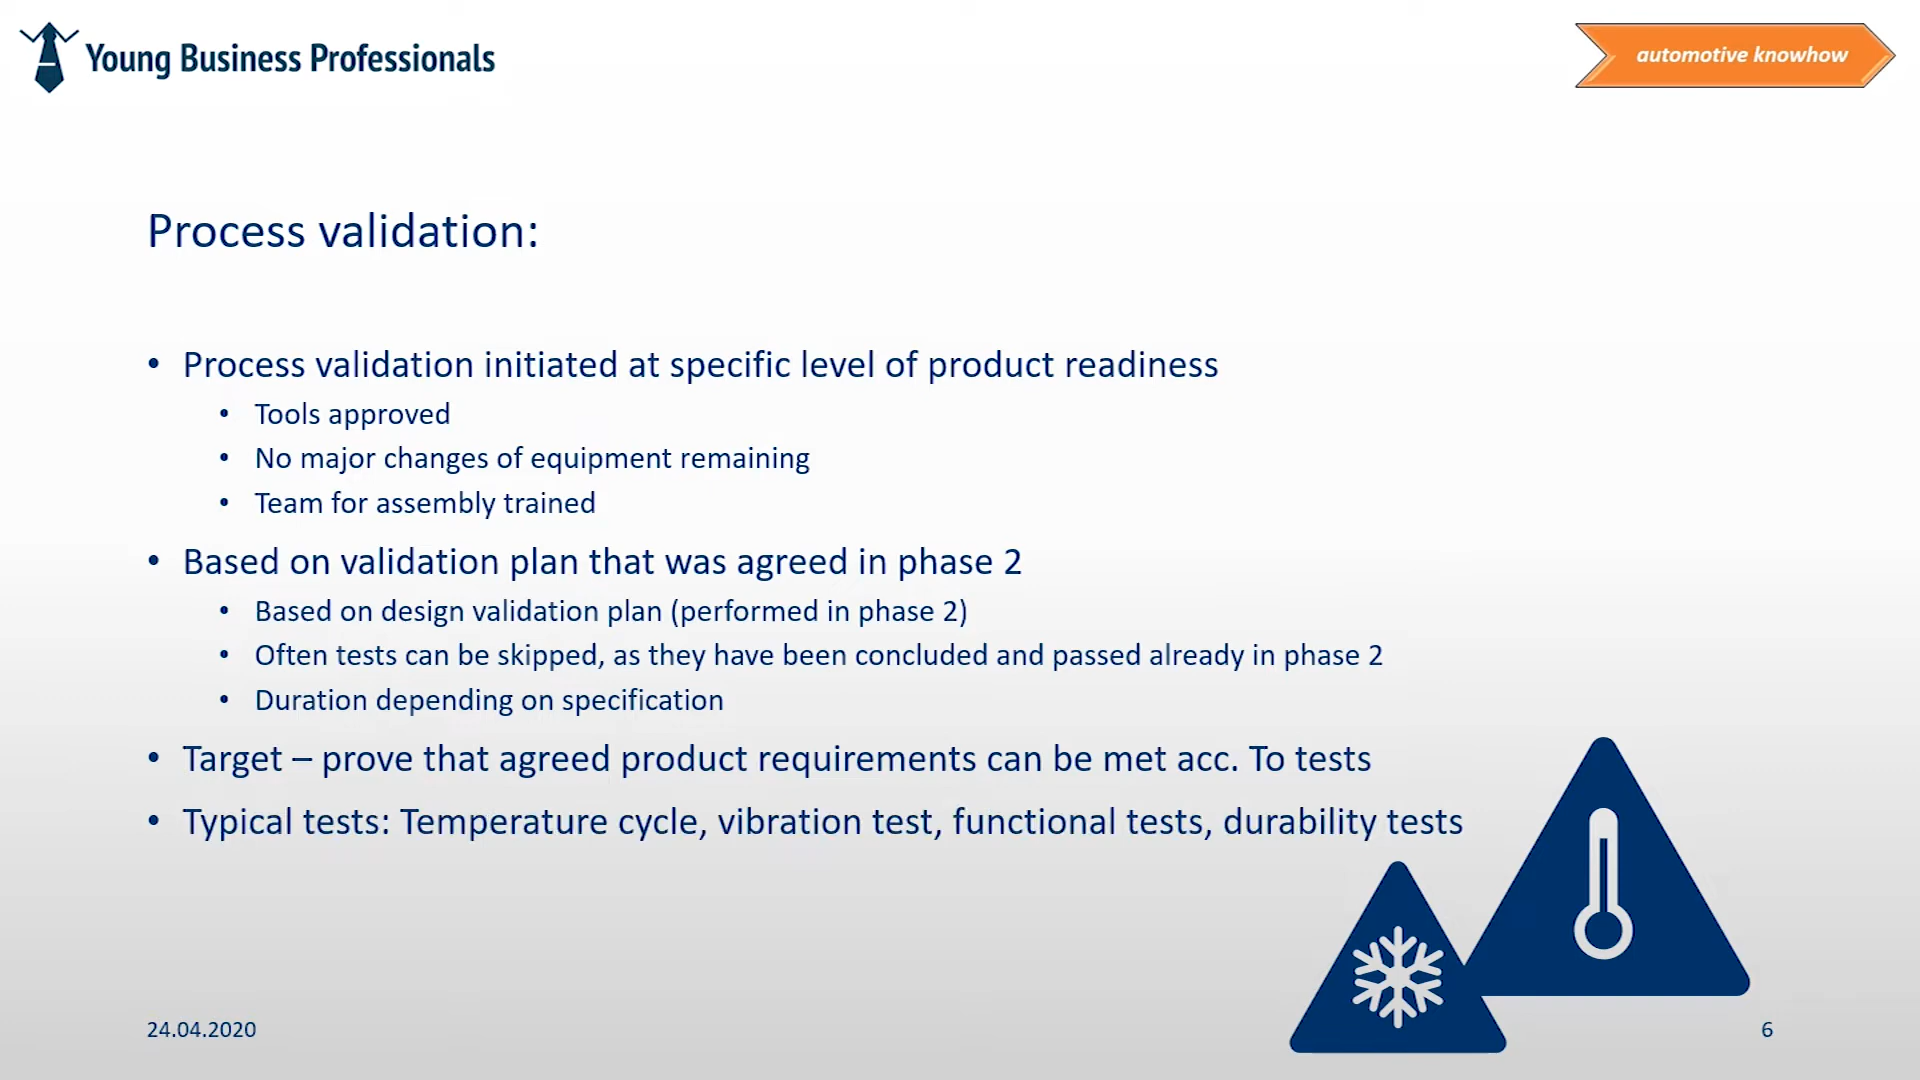 Young Business Professionals
automotive knowhow
Process validation:
• Process validation initiated at specific level of product readiness
• Tools approved
• No major changes of equipment remaining
• Team for assembly trained
• Based on validation plan that was agreed in phase 2
• Based on design validation plan (performed in phase 2)
• Often tests can be skipped, as they have been concluded and passed already in phase 2
• Duration depending on specification
• Target – prove that agreed product requirements can be met acc. To tests
• Typical tests: Temperature cycle, vibration test, functional tests, durability tests
24.04.2020
6